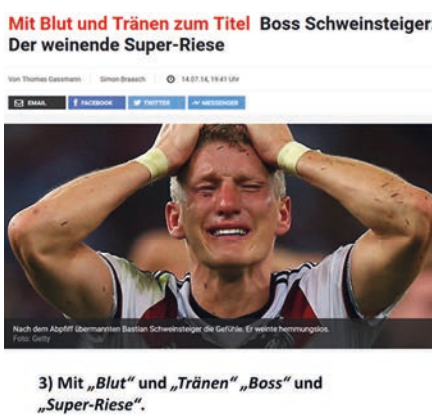 Mit Blut und Tränen zum Titel Boss Schweinsteiger:
Der weinende Super-Riese
Von Thomas Gassmann Simon Braasch 14.07.14, 19:41 Uhr
EMAIL FACEBOOK TWITTER MESSENGER
Nach dem Abpfiff übermannten Bastian Schweinsteiger die Gefühle. Er weinte hemmungslos.
Foto: Getty
3) Mit „Blut“ und „Tränen“ „Boss“ und
„Super-Riese“.